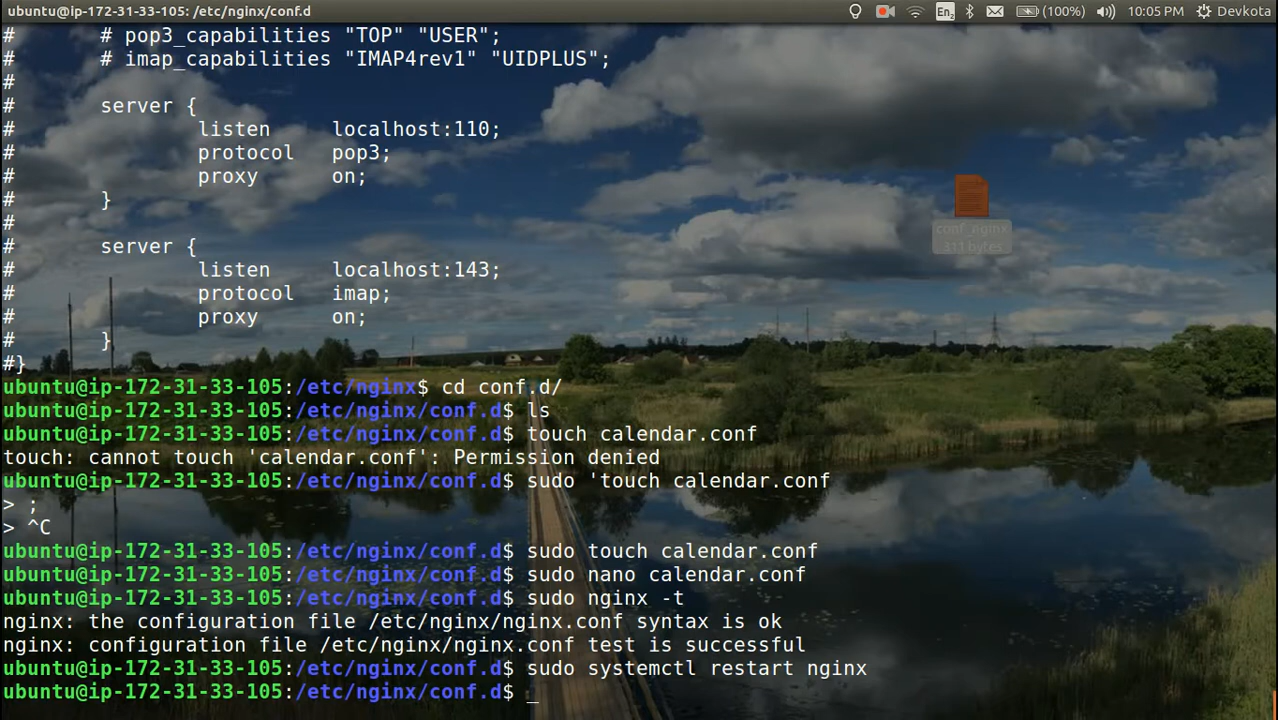 ubuntu@ip-172-31-33-105: /etc/nginx/conf.d
En2 (100%) 10:05 PM Devkota
# # pop3_capabilities "TOP" "USER";
# # imap_capabilities "IMAP4rev1" "UIDPLUS";
#
# server {
# listen localhost:110;
# protocol pop3;
# proxy on;
# }
#
# server {
# listen localhost:143;
# protocol imap;
# proxy on;
# }
#}
conf_nginx
311 bytes
ubuntu@ip-172-31-33-105:/etc/nginx$ cd conf.d/
ubuntu@ip-172-31-33-105:/etc/nginx/conf.d$ ls
ubuntu@ip-172-31-33-105:/etc/nginx/conf.d$ touch calendar.conf
touch: cannot touch 'calendar.conf': Permission denied
ubuntu@ip-172-31-33-105:/etc/nginx/conf.d$ sudo 'touch calendar.conf
> ;
> ^C
ubuntu@ip-172-31-33-105:/etc/nginx/conf.d$ sudo touch calendar.conf
ubuntu@ip-172-31-33-105:/etc/nginx/conf.d$ sudo nano calendar.conf
ubuntu@ip-172-31-33-105:/etc/nginx/conf.d$ sudo nginx -t
nginx: the configuration file /etc/nginx/nginx.conf syntax is ok
nginx: configuration file /etc/nginx/nginx.conf test is successful
ubuntu@ip-172-31-33-105:/etc/nginx/conf.d$ sudo systemctl restart nginx
ubuntu@ip-172-31-33-105:/etc/nginx/conf.d$ _